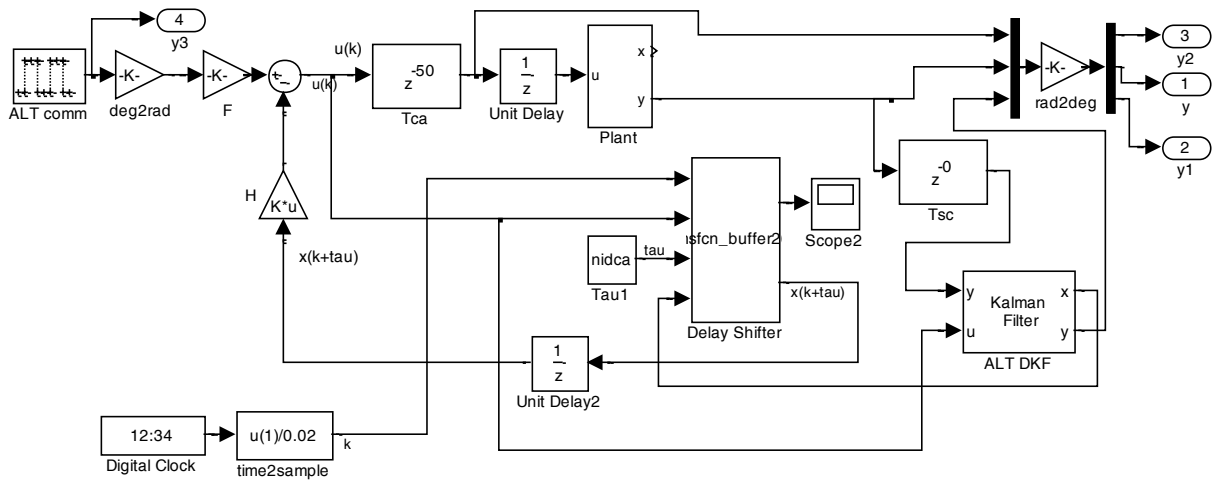 4
y3
ALT comm
-K-
deg2rad
-K-
F
+
-
u(k)
u(k)
z
-50
Tca
1
z
Unit Delay
u
x
y
Plant
-K-
rad2deg
3
y2
1
y
2
y1
z
-0
Tsc
H
K*u
x(k+tau)
nidca
Tau1
tau
sfcn_buffer2
Delay Shifter
Scope2
x(k+tau)
y
u
Kalman
Filter
x
y
ALT DKF
1
z
Unit Delay2
12:34
Digital Clock
u(1)/0.02
time2sample
k